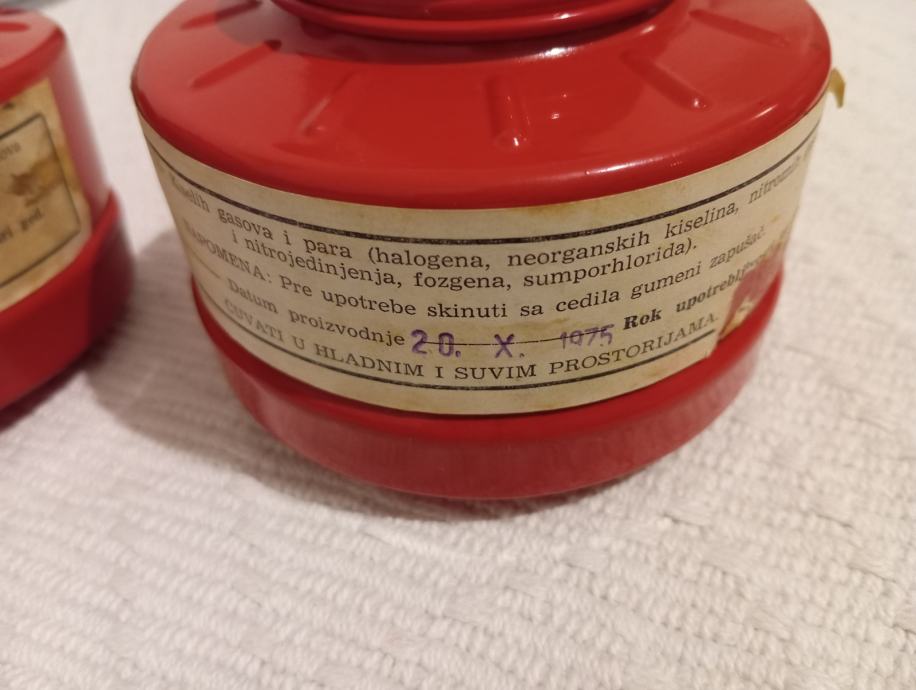 gasova i para (halogena, neorganskih kiselina,
i nitrojedinjenja, fozgena, sumporhlorida).
NAPOMENA: Pre upotrebe skinuti sa cedila gumeni zapušač.
Datum proizvodnje 20. X. 1975 Rok
ČUVATI U HLADNIM I SUVIM PROSTORIJAMA.